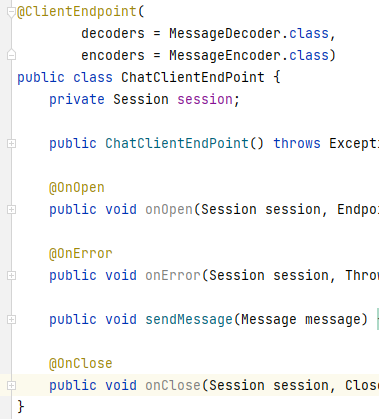 @ClientEndpoint(
decoders = MessageDecoder.class,
encoders = MessageEncoder.class)
public class ChatClientEndPoint {
private Session session;
public ChatClientEndPoint() throws Excepti
@OnOpen
public void onOpen(Session session, Endpoi
@OnError
public void onError(Session session, Throw
public void sendMessage(Message message) {
@OnClose
public void onClose(Session session, Close
}